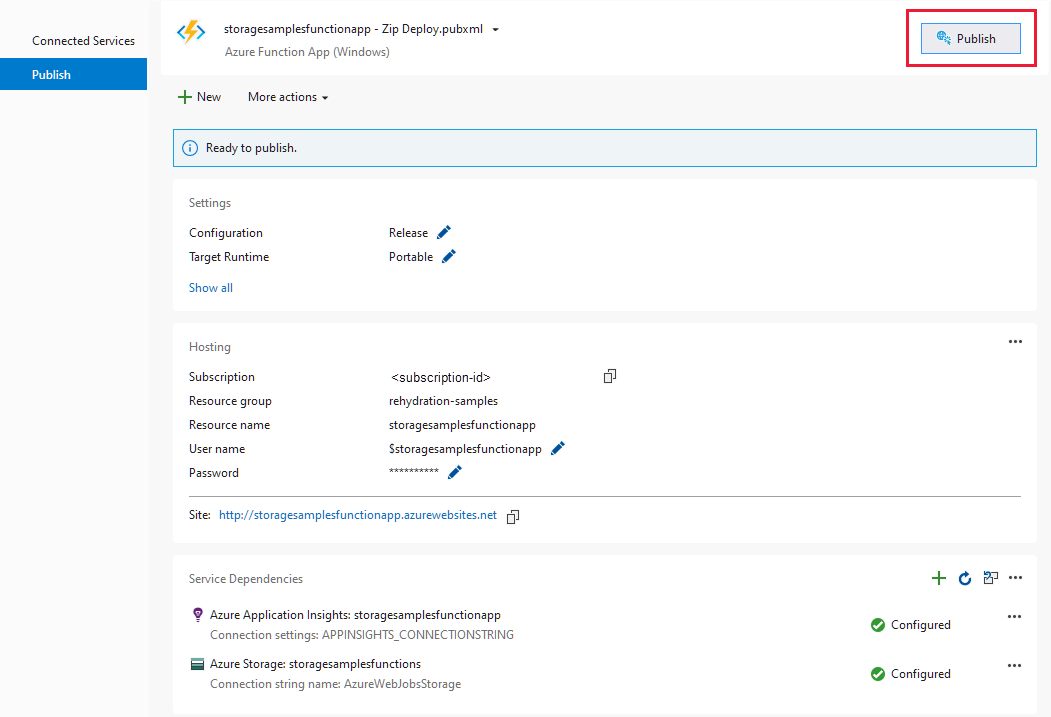 Connected Services
Publish
storagesamplesfunctionapp - Zip Deploy.pubxml
Azure Function App (Windows)
Publish
New
More actions
Ready to publish.
Settings
Configuration Release
Target Runtime Portable
Show all
Hosting
Subscription <subscription-id>
Resource group rehydration-samples
Resource name storagesamplesfunctionapp
User name $storagesamplesfunctionapp
Password **********
Site: http://storagesamplesfunctionapp.azurewebsites.net
Service Dependencies
Azure Application Insights: storagesamplesfunctionapp
Connection settings: APPINSIGHTS_CONNECTIONSTRING
Configured
Azure Storage: storagesamplesfunctions
Connection string name: AzureWebJobsStorage
Configured